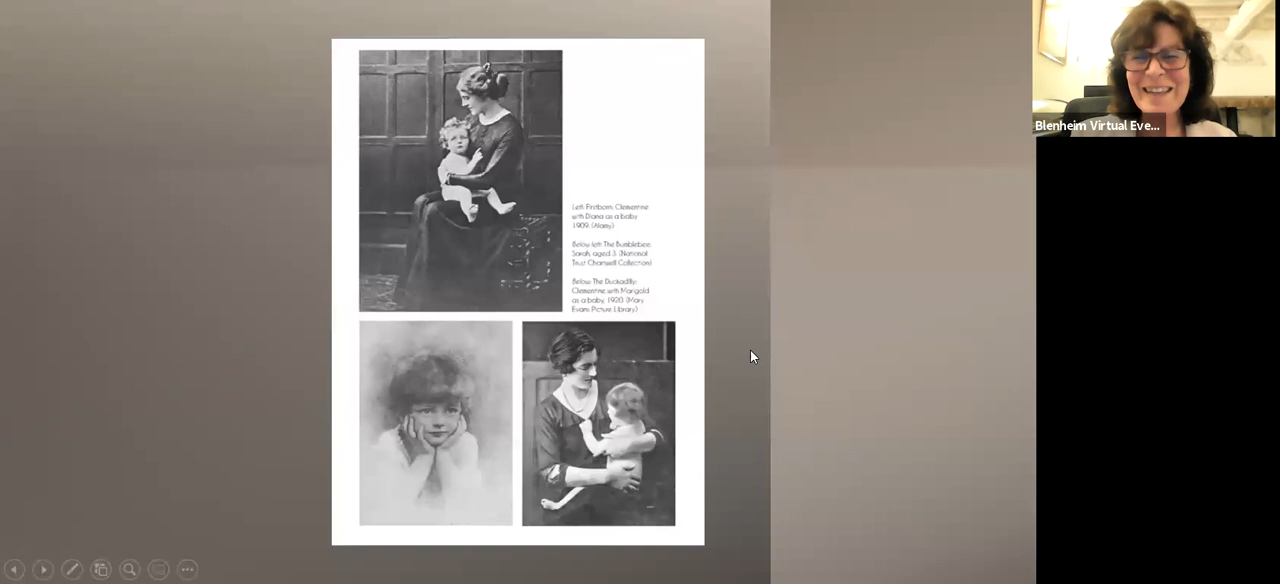 Blenheim Virtual Eve...
Left: Firstborn: Clementine
with Diana as a baby
1909. (Alamy)
Below left: The Bumblebee:
Sarah, aged 3. (National
Trust Chartwell Collection)
Below: The Duckadilly:
Clementine with Marigold
as a baby, 1920. (Mary
Evans Picture Library)